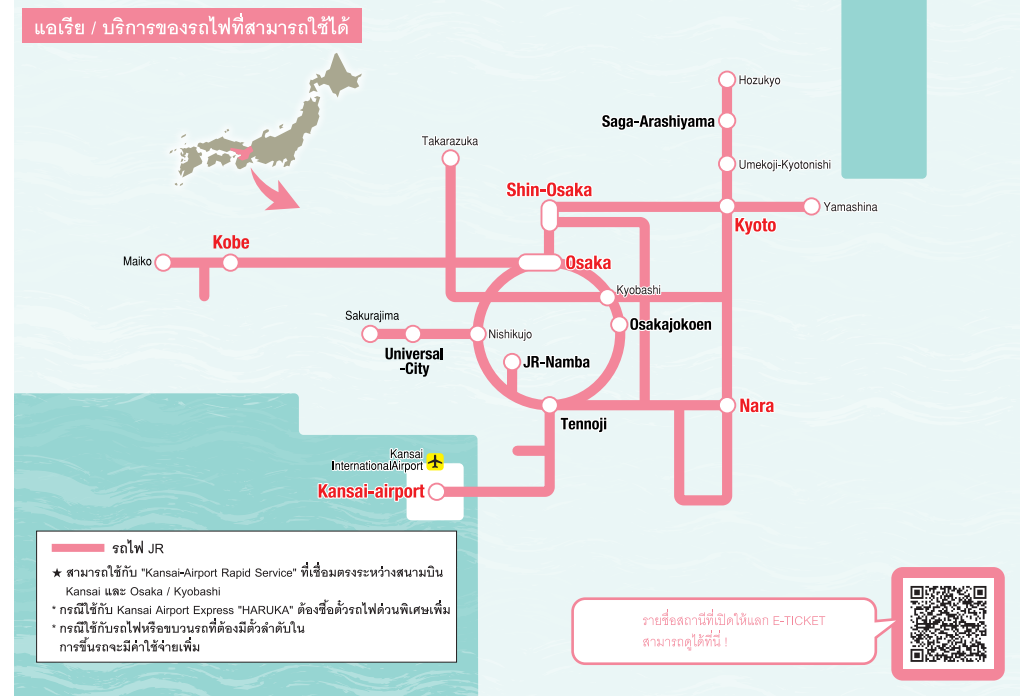 แอเรีย / บริการของรถไฟที่สามารถใช้ได้
Hozukyo
Saga-Arashiyama
Takarazuka
Umekoji-Kyotonishi
Shin-Osaka
Yamashina
Kyoto
Kobe
Maiko
Osaka
Kyobashi
Sakurajima
Osakajokoen
Nishikujo
Universal
-City
JR-Namba
Nara
Tennoji
Kansai
InternationalAirport
Kansai-airport
รถไฟ JR
★ สามารถใช้กับ "Kansai-Airport Rapid Service" ที่เชื่อมตรงระหว่างสนามบิน
Kansai และ Osaka / Kyobashi
* กรณีใช้กับ Kansai Airport Express "HARUKA" ต้องซื้อตั๋วรถไฟด่วนพิเศษเพิ่ม
* กรณีใช้กับรถไฟหรือขบวนรถที่ต้องมีตั๋วลำดับใน
การขึ้นรถจะมีค่าใช้จ่ายเพิ่ม
รายชื่อสถานีที่เปิดให้แลก E-TICKET
สามารถดูได้ที่นี่ !